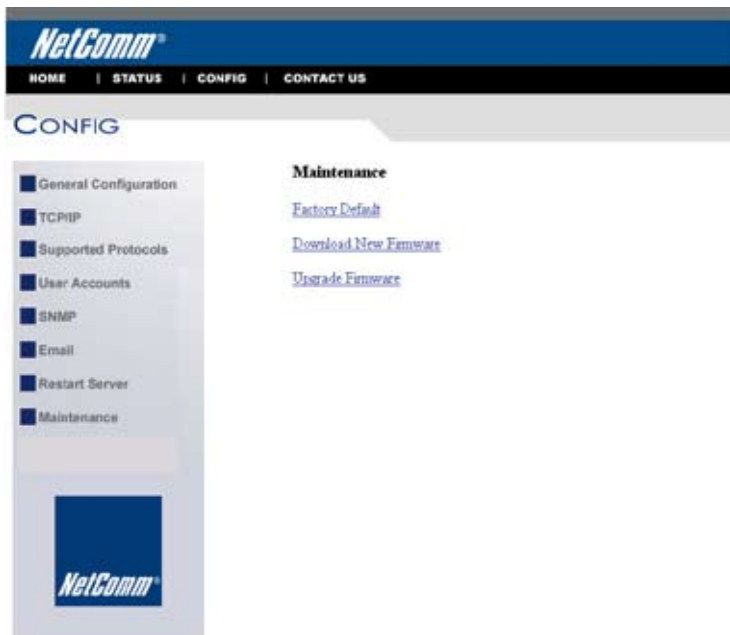 NetComm®
HOME | STATUS | CONFIG | CONTACT US
CONFIG
General Configuration
TCP/IP
Supported Protocols
User Accounts
SNMP
Email
Restart Server
Maintenance
Maintenance
Factory Default
Download New Firmware
Upgrade Firmware
NetComm®